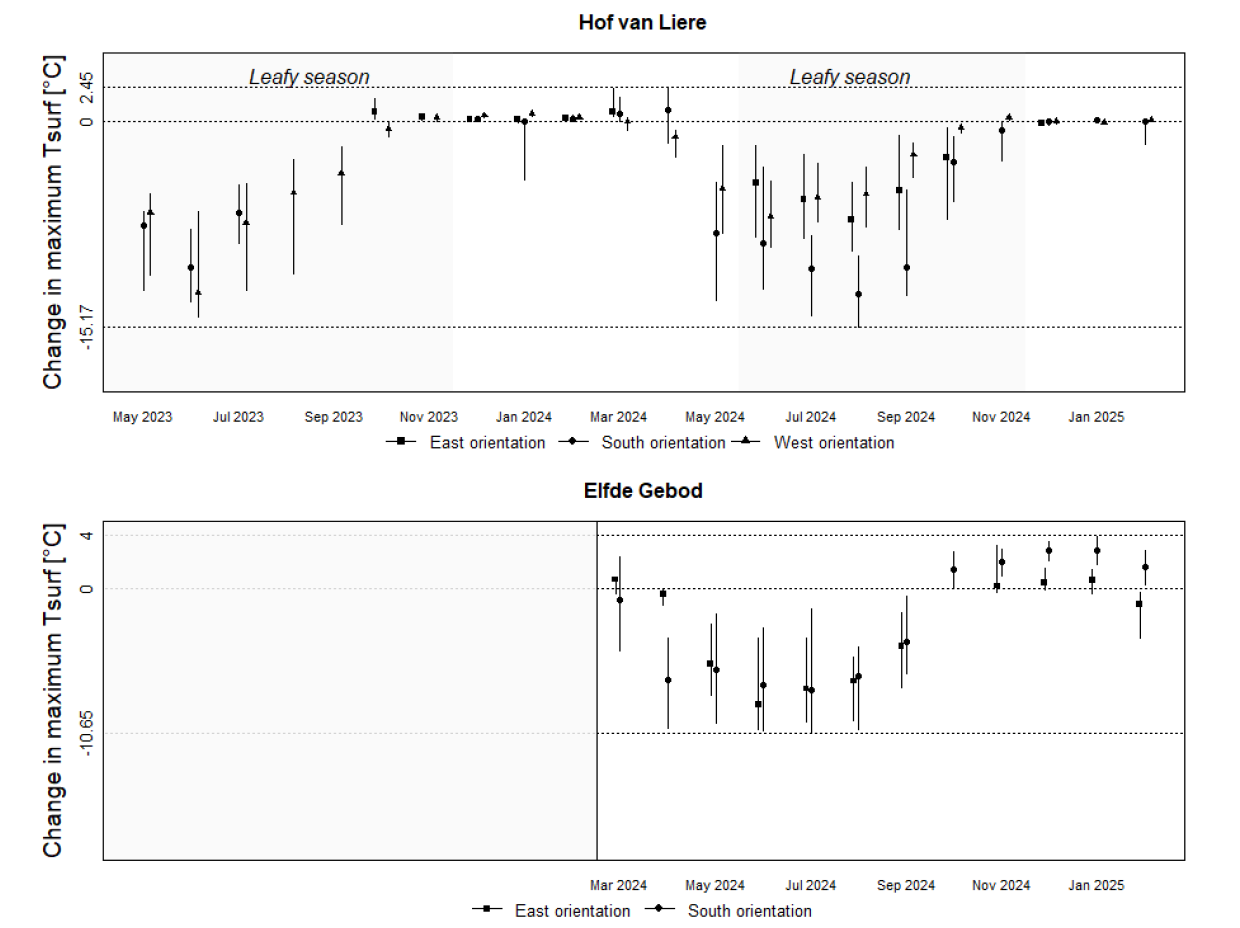 Hof van Liere
Change in maximum Tsurf [°C]
2.45
0
-15.17
Leafy season
Leafy season
May 2023 Jul 2023 Sep 2023 Nov 2023 Jan 2024 Mar 2024 May 2024 Jul 2024 Sep 2024 Nov 2024 Jan 2025
East orientation South orientation West orientation
Elfde Gebod
Change in maximum Tsurf [°C]
4
0
-10.65
Mar 2024 May 2024 Jul 2024 Sep 2024 Nov 2024 Jan 2025
East orientation South orientation